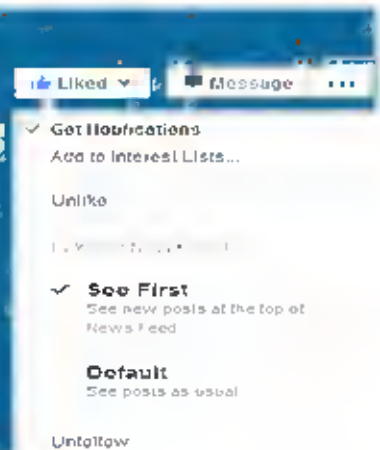 Liked
Message
Get Notifications
Add to Interest Lists...
Unlike
See First
See new posts at the top of
News Feed
Default
See posts as usual
Unfollow